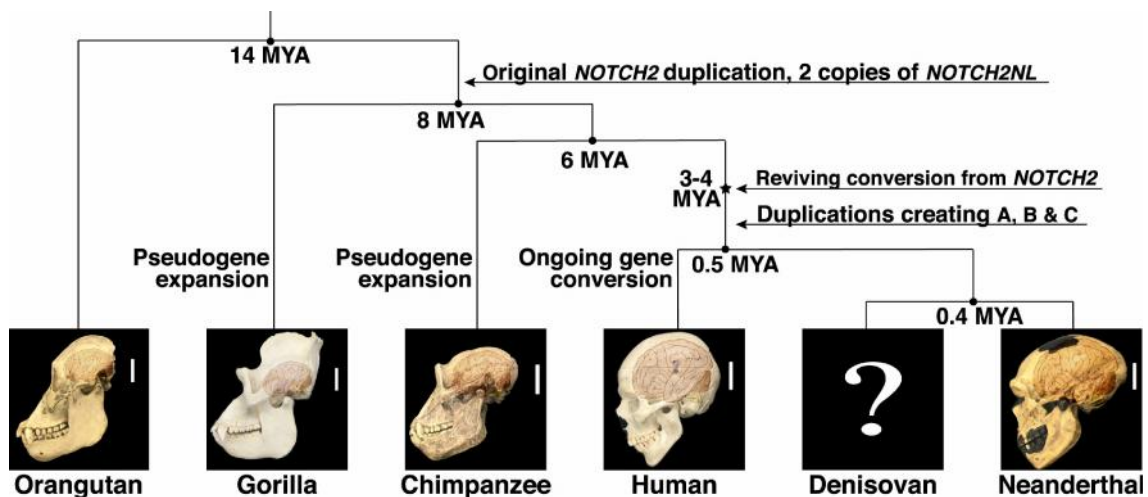 14 MYA
Original NOTCH2 duplication, 2 copies of NOTCH2NL
8 MYA
6 MYA
3-4
MYA
Reviving conversion from NOTCH2
Duplications creating A, B & C
Pseudogene
expansion
Pseudogene
expansion
Ongoing gene
conversion
0.5 MYA
0.4 MYA
?
Orangutan
Gorilla
Chimpanzee
Human
Denisovan
Neanderthal